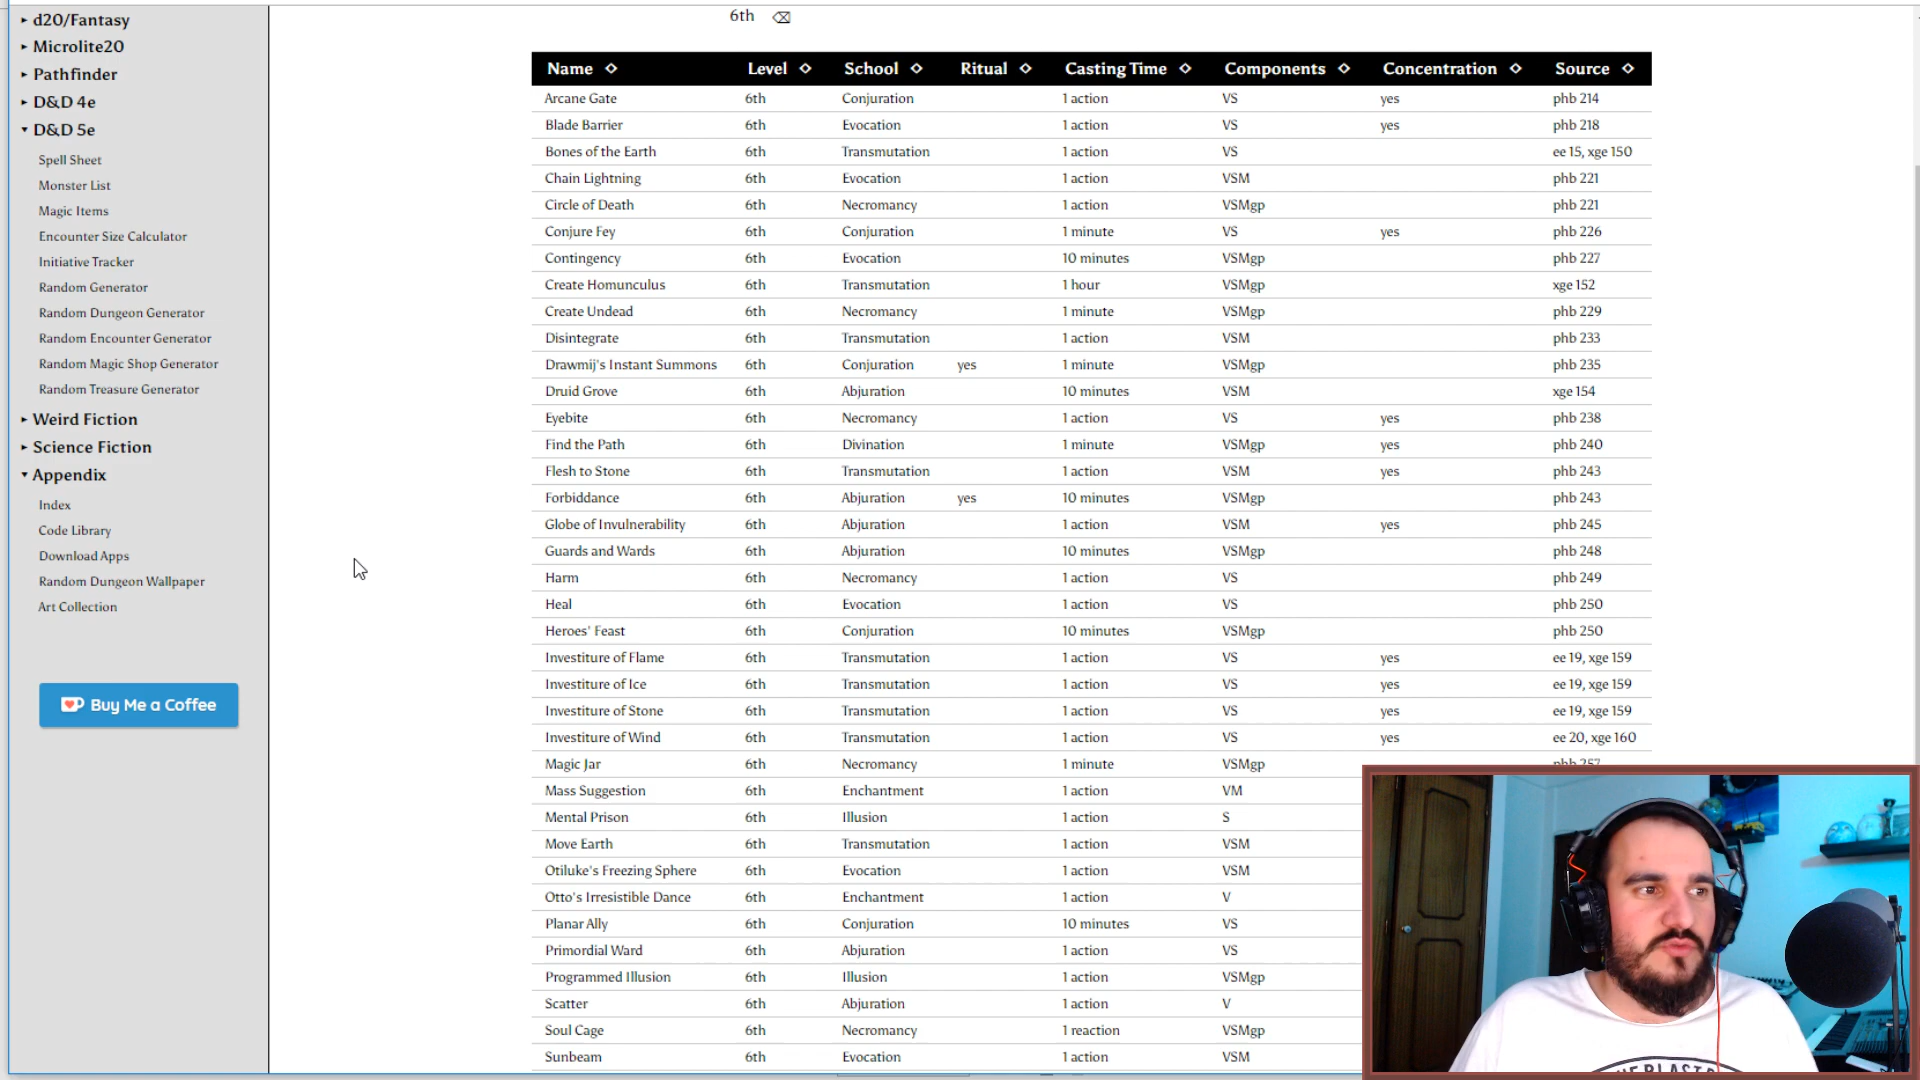 d20/Fantasy
Microlite20
Pathfinder
D&D 4e
D&D 5e
Spell Sheet
Monster List
Magic Items
Encounter Size Calculator
Initiative Tracker
Random Generator
Random Dungeon Generator
Random Encounter Generator
Random Magic Shop Generator
Random Treasure Generator
Weird Fiction
Science Fiction
Appendix
Index
Code Library
Download Apps
Random Dungeon Wallpaper
Art Collection
Buy Me a Coffee
6th
Name Level School Ritual Casting Time Components Concentration Source
Arcane Gate 6th Conjuration 1 action VS yes phb 214
Blade Barrier 6th Evocation 1 action VS yes phb 218
Bones of the Earth 6th Transmutation 1 action VS ee 15, xge 150
Chain Lightning 6th Evocation 1 action VSM phb 221
Circle of Death 6th Necromancy 1 action VSMgp phb 221
Conjure Fey 6th Conjuration 1 minute VS yes phb 226
Contingency 6th Evocation 10 minutes VSMgp phb 227
Create Homunculus 6th Transmutation 1 hour VSMgp xge 152
Create Undead 6th Necromancy 1 minute VSMgp phb 229
Disintegrate 6th Transmutation 1 action VSM phb 233
Drawmij's Instant Summons 6th Conjuration yes 1 minute VSMgp phb 235
Druid Grove 6th Abjuration 10 minutes VSM xge 154
Eyebite 6th Necromancy 1 action VS yes phb 238
Find the Path 6th Divination 1 minute VSMgp yes phb 240
Flesh to Stone 6th Transmutation 1 action VSM yes phb 243
Forbiddance 6th Abjuration yes 10 minutes VSMgp phb 243
Globe of Invulnerability 6th Abjuration 1 action VSM yes phb 245
Guards and Wards 6th Abjuration 10 minutes VSMgp phb 248
Harm 6th Necromancy 1 action VS phb 249
Heal 6th Evocation 1 action VS phb 250
Heroes' Feast 6th Conjuration 10 minutes VSMgp phb 250
Investiture of Flame 6th Transmutation 1 action VS yes ee 19, xge 159
Investiture of Ice 6th Transmutation 1 action VS yes ee 19, xge 159
Investiture of Stone 6th Transmutation 1 action VS yes ee 19, xge 159
Investiture of Wind 6th Transmutation 1 action VS yes ee 20, xge 160
Magic Jar 6th Necromancy 1 minute VSMgp phb 257
Mass Suggestion 6th Enchantment 1 action VM
Mental Prison 6th Illusion 1 action S
Move Earth 6th Transmutation 1 action VSM
Otiluke's Freezing Sphere 6th Evocation 1 action VSM
Otto's Irresistible Dance 6th Enchantment 1 action V
Planar Ally 6th Conjuration 10 minutes VS
Primordial Ward 6th Abjuration 1 action VS
Programmed Illusion 6th Illusion 1 action VSMgp
Scatter 6th Abjuration 1 action V
Soul Cage 6th Necromancy 1 reaction VSMgp
Sunbeam 6th Evocation 1 action VSM